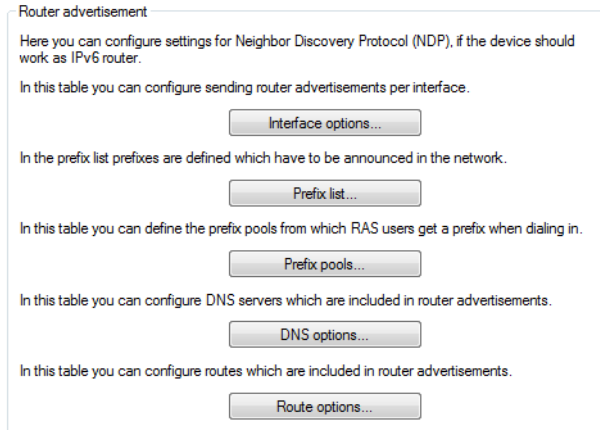 Router advertisement
Here you can configure settings for Neighbor Discovery Protocol (NDP), if the device should
work as IPv6 router.
In this table you can configure sending router advertisements per interface.
Interface options...
In the prefix list prefixes are defined which have to be announced in the network.
Prefix list...
In this table you can define the prefix pools from which RAS users get a prefix when dialing in.
Prefix pools...
In this table you can configure DNS servers which are included in router advertisements.
DNS options...
In this table you can configure routes which are included in router advertisements.
Route options...